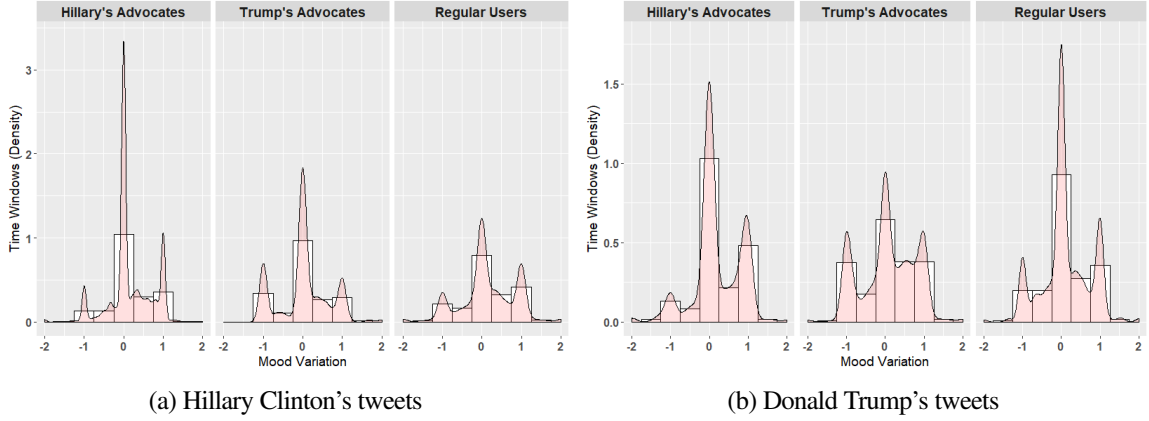 Hillary's Advocates Trump's Advocates Regular Users
Time Windows (Density)
3
2
1
0
-2 -1 0 1 2 -2 -1 0 1 2 -2 -1 0 1 2
Mood Variation
(a) Hillary Clinton’s tweets
Hillary's Advocates Trump's Advocates Regular Users
Time Windows (Density)
1.5
1.0
0.5
0.0
-2 -1 0 1 2 -2 -1 0 1 2 -2 -1 0 1 2
Mood Variation
(b) Donald Trump’s tweets